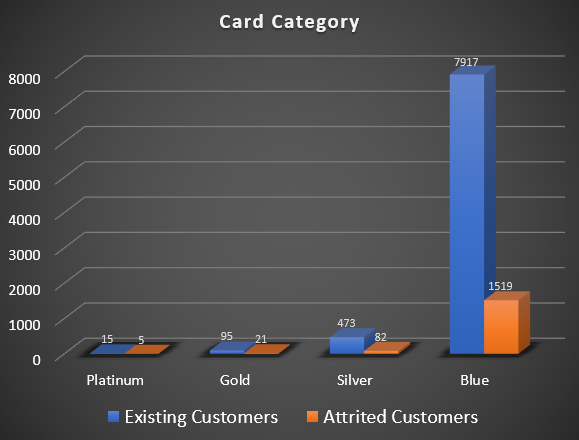 Card Category
8000
7000
6000
5000
4000
3000
2000
1000
0
15
5
95
21
473
82
7917
1519
Platinum
Gold
Silver
Blue
Existing Customers
Attrited Customers